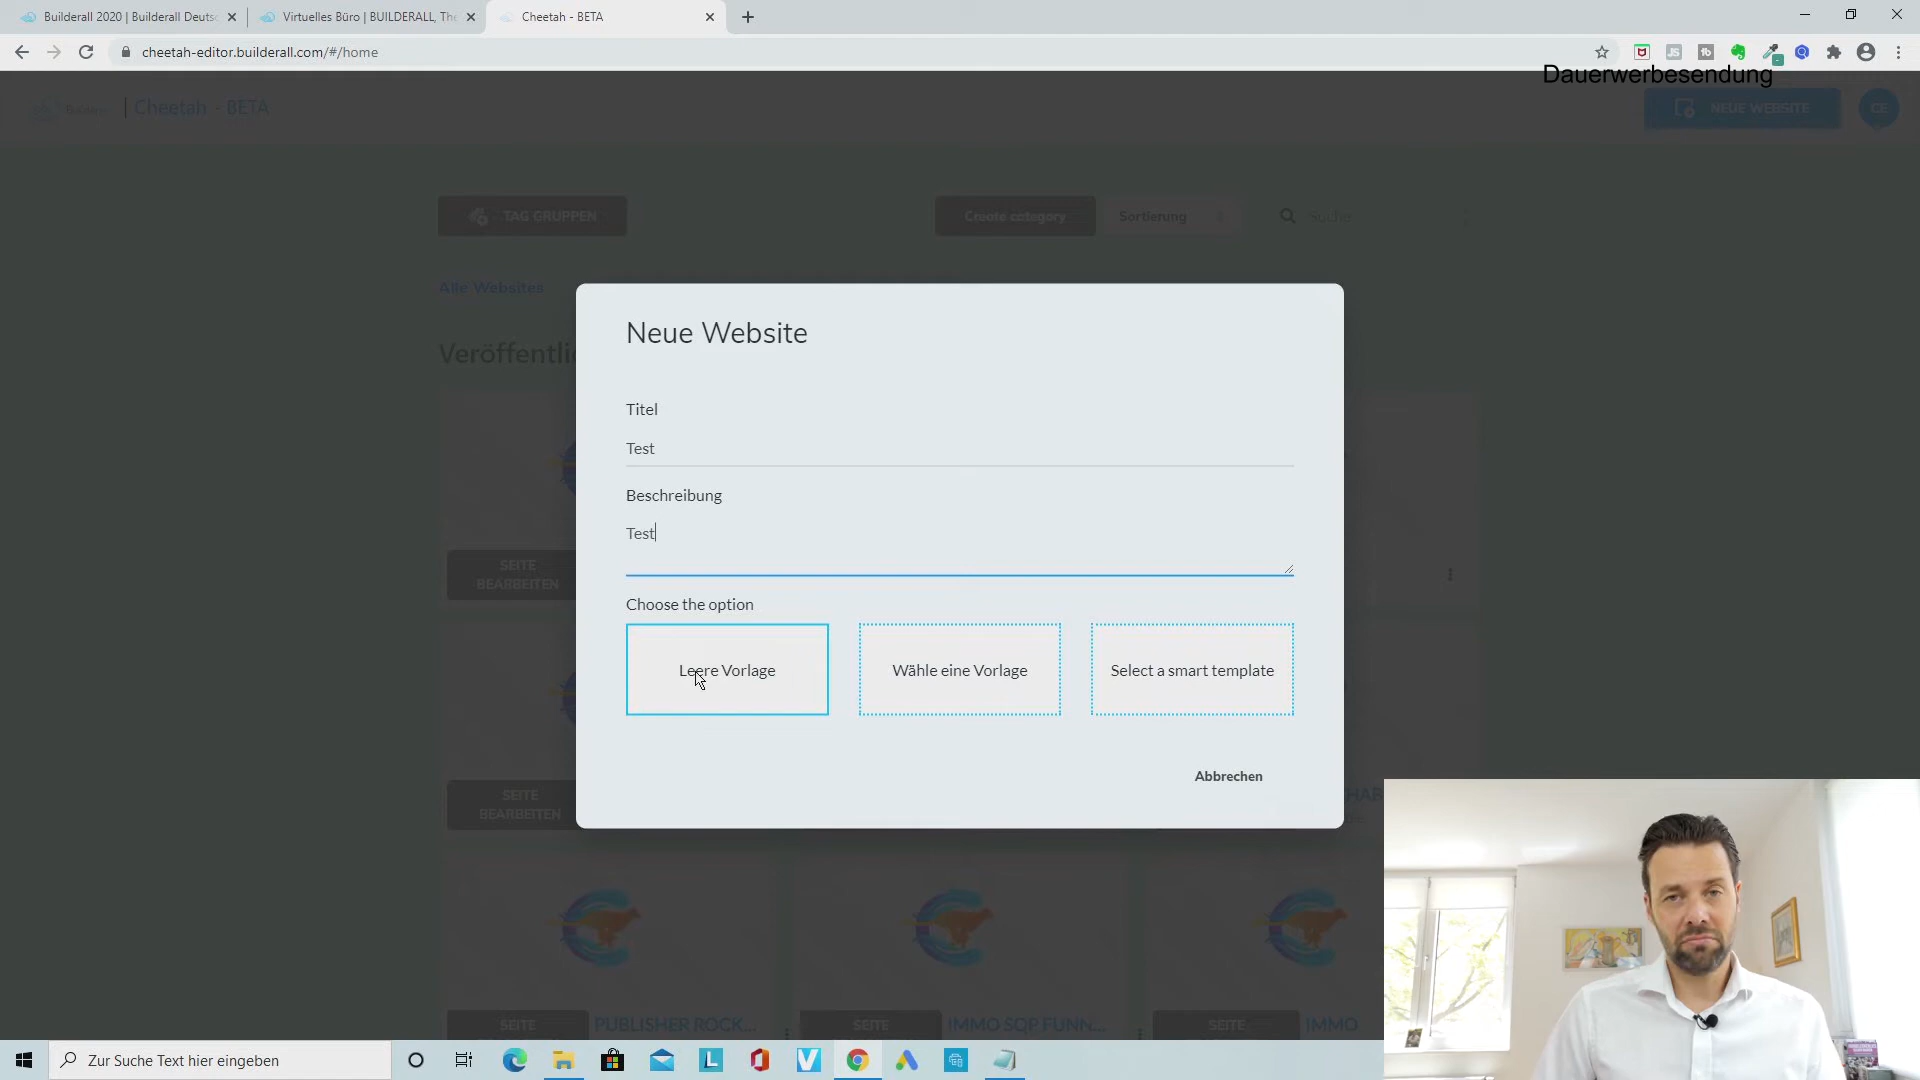 Builderall 2020 | Builderall Deuts
Virtuelles Büro | BUILDERALL, The
Cheetah - BETA
cheetah-editor.builderall.com/#/home
Dauerwerbesendung
Cheetah - BETA
NEUE WEBSITE
CE
TAG GRUPPEN
Create category
Sortierung
Suche
Alle Websites
Veröffentli
Neue Website
Titel
Test
Beschreibung
Test
Choose the option
Leere Vorlage
Wähle eine Vorlage
Select a smart template
Abbrechen
SEITE
BEARBEITEN
SEITE
BEARBEITEN
SEITE
PUBLISHER ROCK...
SEITE
IMMO SQP FUNN...
SEITE
IMMO
Zur Suche Text hier eingeben